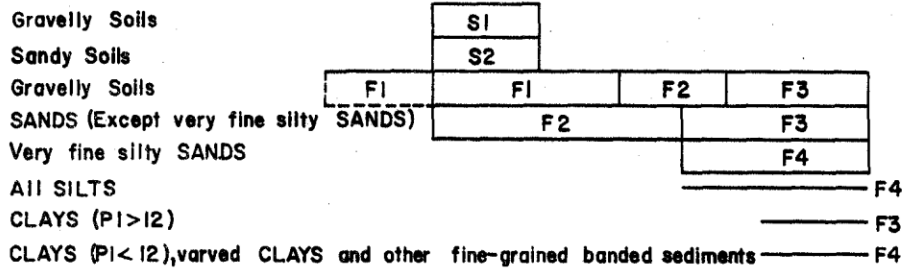 Gravelly Soils S1
Sandy Soils S2
Gravelly Soils F1 F1 F2 F3
SANDS (Except very fine silty SANDS) F2 F3
Very fine silty SANDS F4
All SILTS F4
CLAYS (PI>12) F3
CLAYS (PI<12),varved CLAYS and other fine-grained banded sediments F4